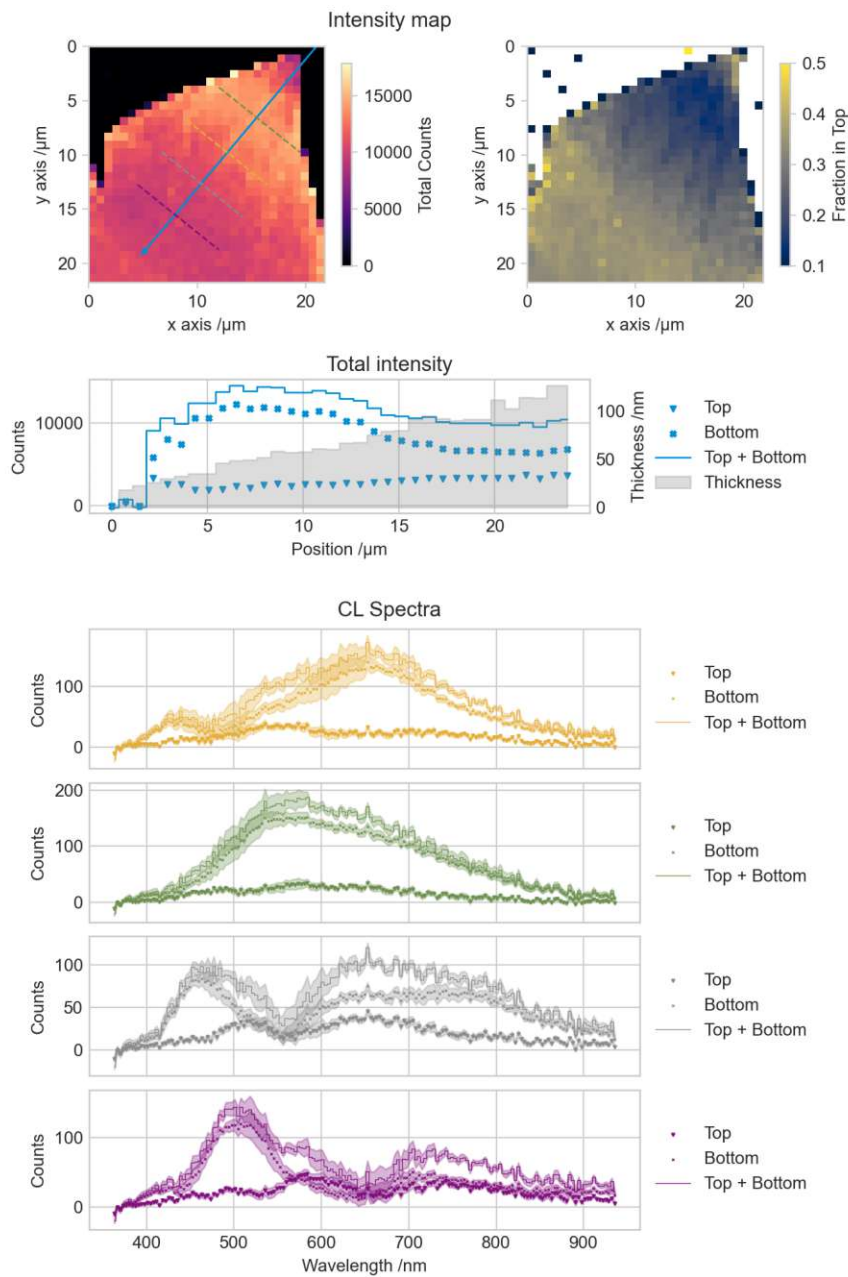 Intensity map
0
5
10
15
20
y axis /µm
0
10
20
x axis /µm
15000
10000
5000
0
Total Counts
0
5
10
15
20
y axis /µm
0
10
20
x axis /µm
0.5
0.4
0.3
0.2
0.1
Fraction in Top
Total intensity
10000
0
Counts
0
5
10
15
20
Position /µm
100
50
0
Thickness /nm
Top
Bottom
Top + Bottom
Thickness
CL Spectra
100
0
Counts
Top
Bottom
Top + Bottom
200
100
0
Counts
Top
Bottom
Top + Bottom
100
50
0
Counts
Top
Bottom
Top + Bottom
100
0
Counts
Top
Bottom
Top + Bottom
400
500
600
700
800
900
Wavelength /nm